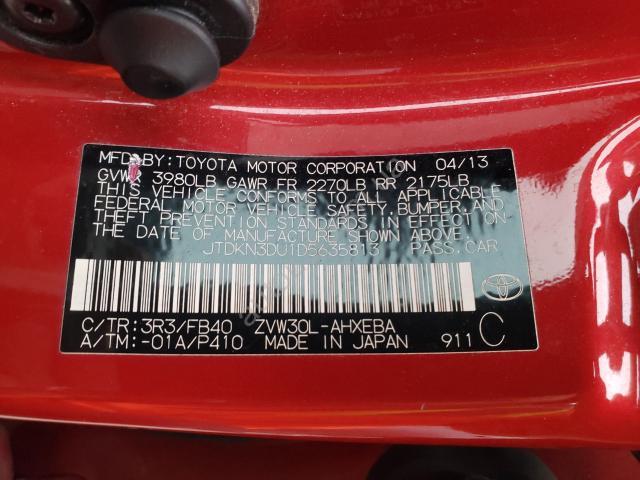 MFD.BY: TOYOTA MOTOR CORPORATION 04/13
GVWR 3980LB GAWR FR 2270LB RR 2175LB
THIS VEHICLE CONFORMS TO ALL APPLICABLE
FEDERAL MOTOR VEHICLE SAFETY, BUMPER, AND
THEFT PREVENTION STANDARDS IN EFFECT ON
THE DATE OF MANUFACTURE SHOWN ABOVE.
JTDKN3DU1D5635813 PASS.CAR
C/TR:3R3/FB40 ZVW30L-AHXEBA
A/TM:-01A/P410 MADE IN JAPAN 911 C